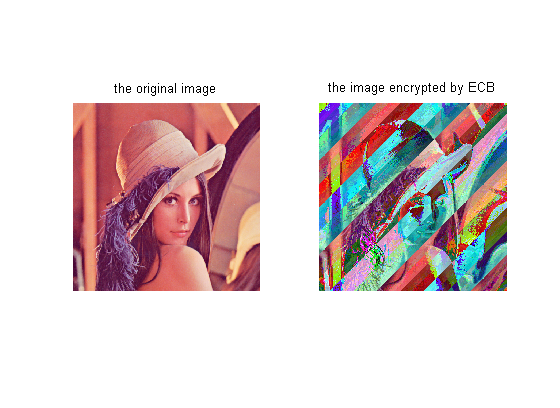 the original image
the image encrypted by ECB